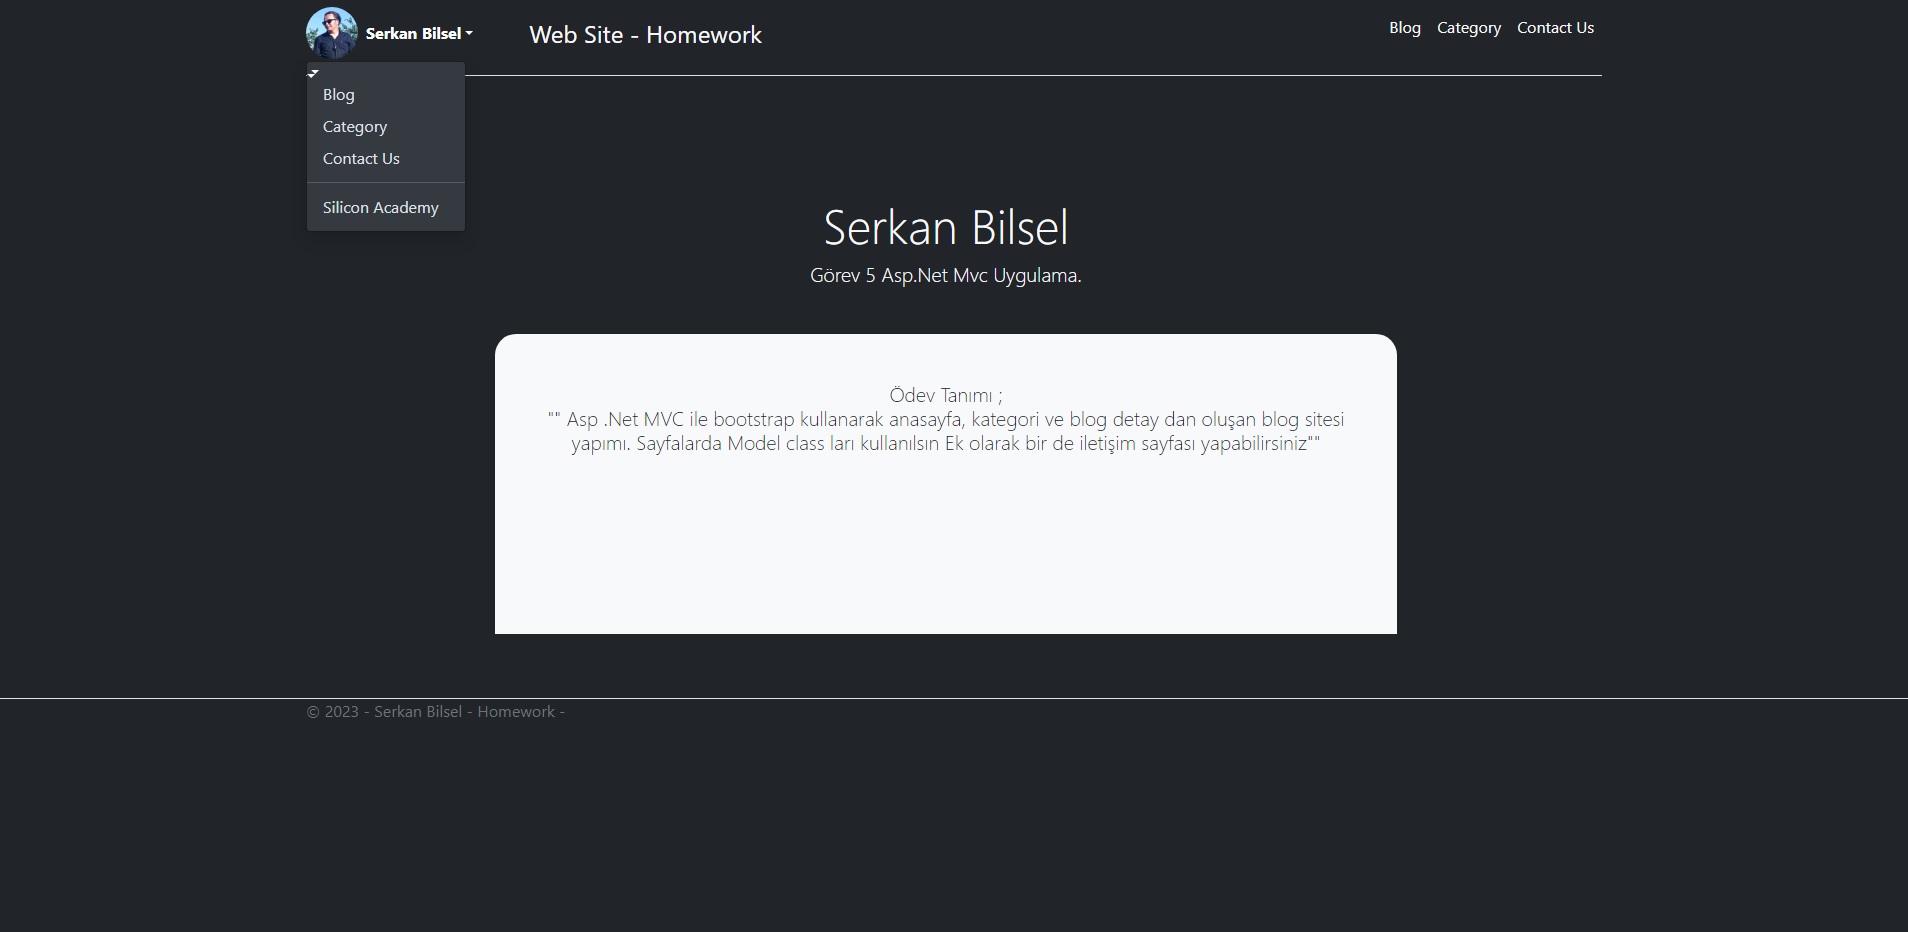 Serkan Bilsel
Web Site - Homework
Blog
Category
Contact Us
Blog
Category
Contact Us
Silicon Academy
Serkan Bilsel
Görev 5 Asp.Net Mvc Uygulama.
Ödev Tanımı ;
"" Asp .Net MVC ile bootstrap kullanarak anasayfa, kategori ve blog detay dan oluşan blog sitesi
yapımı. Sayfalarda Model class ları kullanılsın Ek olarak bir de iletişim sayfası yapabilirsiniz""
© 2023 - Serkan Bilsel - Homework -